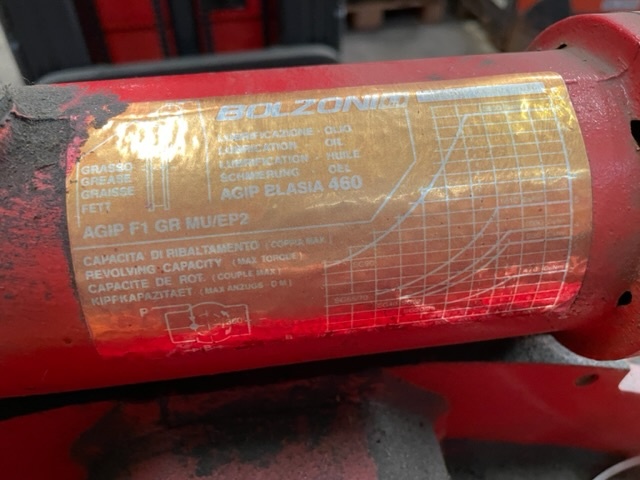 BOLZONI
LUBRIFICAZIONE - OLIO
LUBRICATION - OIL
LUBRIFICATION - HUILE
SCHMIERUNG - OEL
AGIP BLASIA 460
GRASSO
GREASE
GRAISSE
FETT
AGIP F1 GR MU/EP2
CAPACITA DI RIBALTAMENTO (COPPIA MAX)
REVOLVING CAPACITY (MAX TORQUE)
CAPACITE DE ROT. (COUPLE MAX)
KIPPKAPAZITAET (MAX ANZUGS - D M)
P